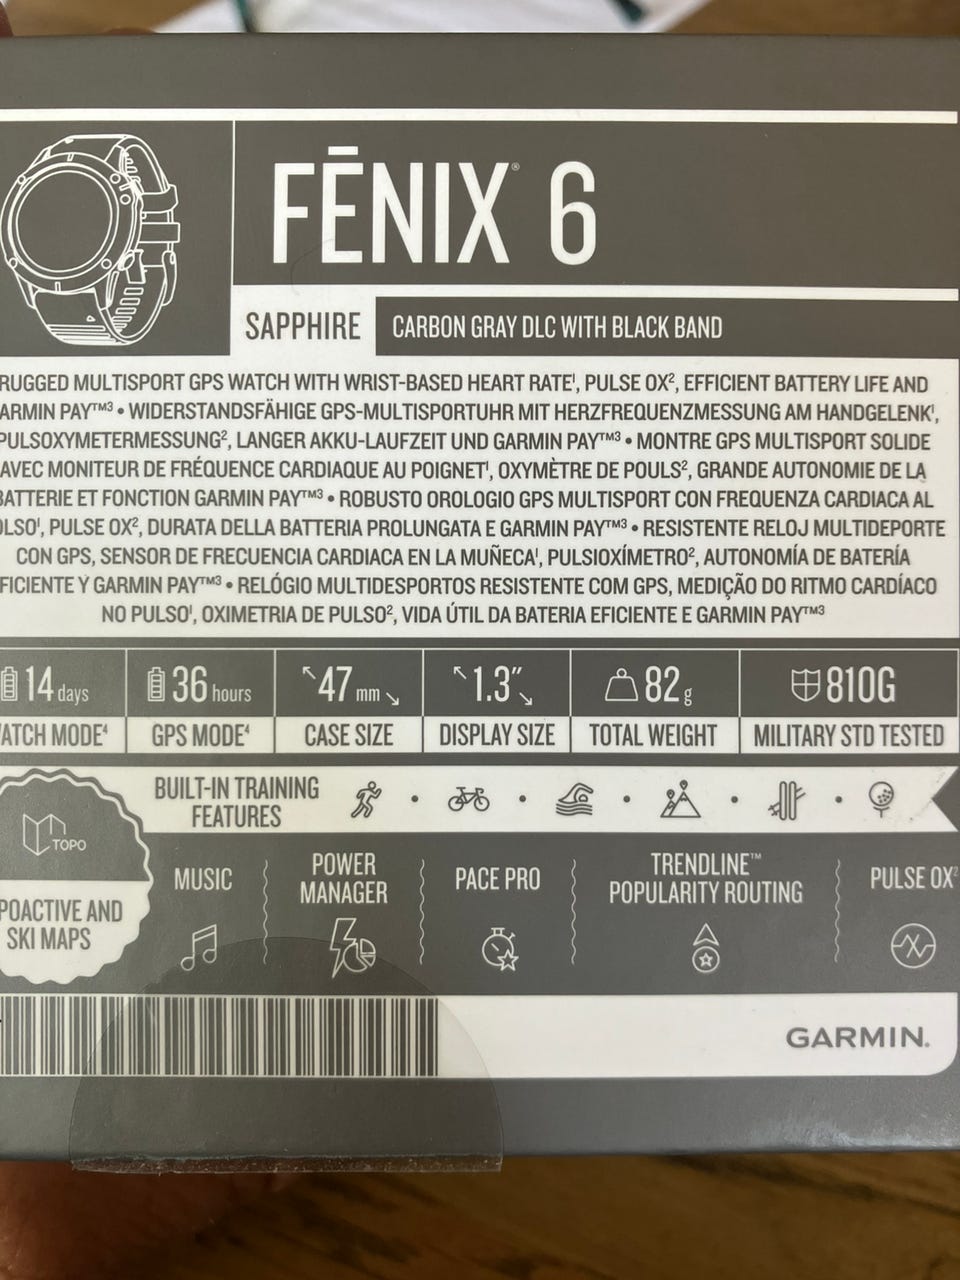 FĒNIX® 6
SAPPHIRE
CARBON GRAY DLC WITH BLACK BAND
RUGGED MULTISPORT GPS WATCH WITH WRIST-BASED HEART RATE¹, PULSE OX², EFFICIENT BATTERY LIFE AND
ARMIN PAY™³ • WIDERSTANDSFÄHIGE GPS-MULTISPORTUHR MIT HERZFREQUENZMESSUNG AM HANDGELENK¹,
PULSOXYMETERMESSUNG², LANGER AKKU-LAUFZEIT UND GARMIN PAY™³ • MONTRE GPS MULTISPORT SOLIDE
AVEC MONITEUR DE FRÉQUENCE CARDIAQUE AU POIGNET¹, OXYMÈTRE DE POULS², GRANDE AUTONOMIE DE LA
BATTERIE ET FONCTION GARMIN PAY™³ • ROBUSTO OROLOGIO GPS MULTISPORT CON FREQUENZA CARDIACA AL
OLSO¹, PULSE OX², DURATA DELLA BATTERIA PROLUNGATA E GARMIN PAY™³ • RESISTENTE RELOJ MULTIDEPORTE
CON GPS, SENSOR DE FRECUENCIA CARDIACA EN LA MUÑECA¹, PULSIOXÍMETRO², AUTONOMÍA DE BATERÍA
FICIENTE Y GARMIN PAY™³ • RELÓGIO MULTIDESPORTOS RESISTENTE COM GPS, MEDIÇÃO DO RITMO CARDÍACO
NO PULSO¹, OXIMETRIA DE PULSO², VIDA ÚTIL DA BATERIA EFICIENTE E GARMIN PAY™³
14 days
36 hours
47 mm
1.3″
82 g
810G
ATCH MODE⁴
GPS MODE⁴
CASE SIZE
DISPLAY SIZE
TOTAL WEIGHT
MILITARY STD TESTED
BUILT-IN TRAINING
FEATURES
TOPO
POACTIVE AND
SKI MAPS
MUSIC
POWER
MANAGER
PACE PRO
TRENDLINE™
POPULARITY ROUTING
PULSE OX²
GARMIN®